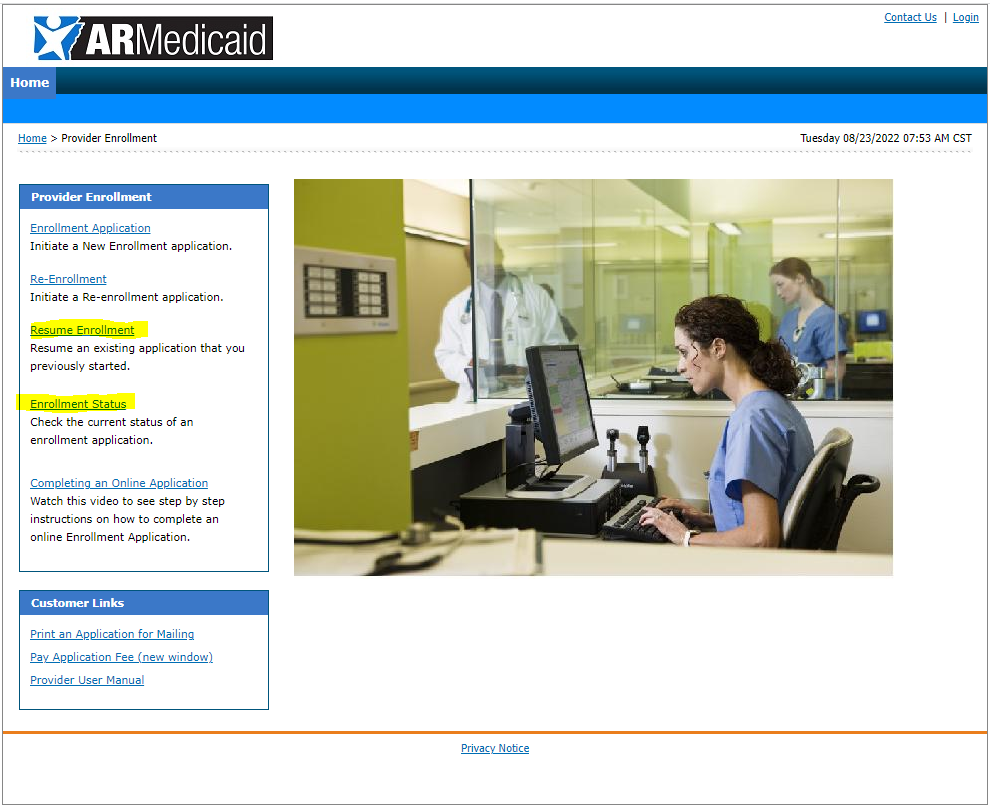 Contact Us | Login
ARMedicaid
Home
Home > Provider Enrollment
Tuesday 08/23/2022 07:53 AM CST
Provider Enrollment
Enrollment Application
Initiate a New Enrollment application.
Re-Enrollment
Initiate a Re-enrollment application.
Resume Enrollment
Resume an existing application that you
previously started.
Enrollment Status
Check the current status of an
enrollment application.
Completing an Online Application
Watch this video to see step by step
instructions on how to complete an
online Enrollment Application.
Customer Links
Print an Application for Mailing
Pay Application Fee (new window)
Provider User Manual
Privacy Notice